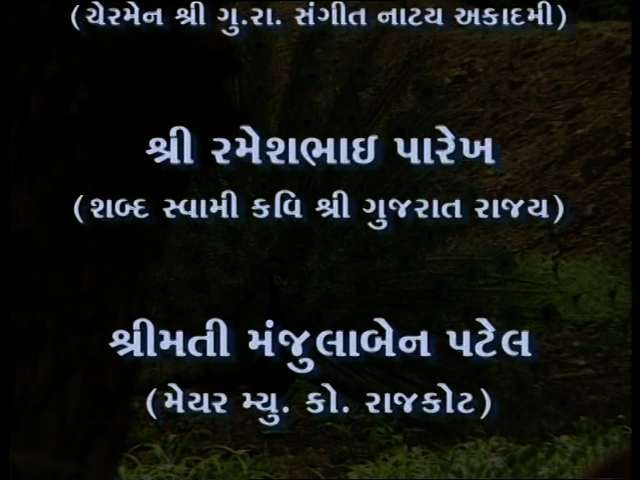 (ચેરમેન શ્રી ગુ.રા. સંગીત નાટય અકાદમી)
શ્રી રમેશભાઇ પારેખ
(શબ્દ સ્વામી કવિ શ્રી ગુજરાત રાજય)
શ્રીમતી મંજુલાબેન પટેલ
(મેયર મ્યુ. કો. રાજકોટ)